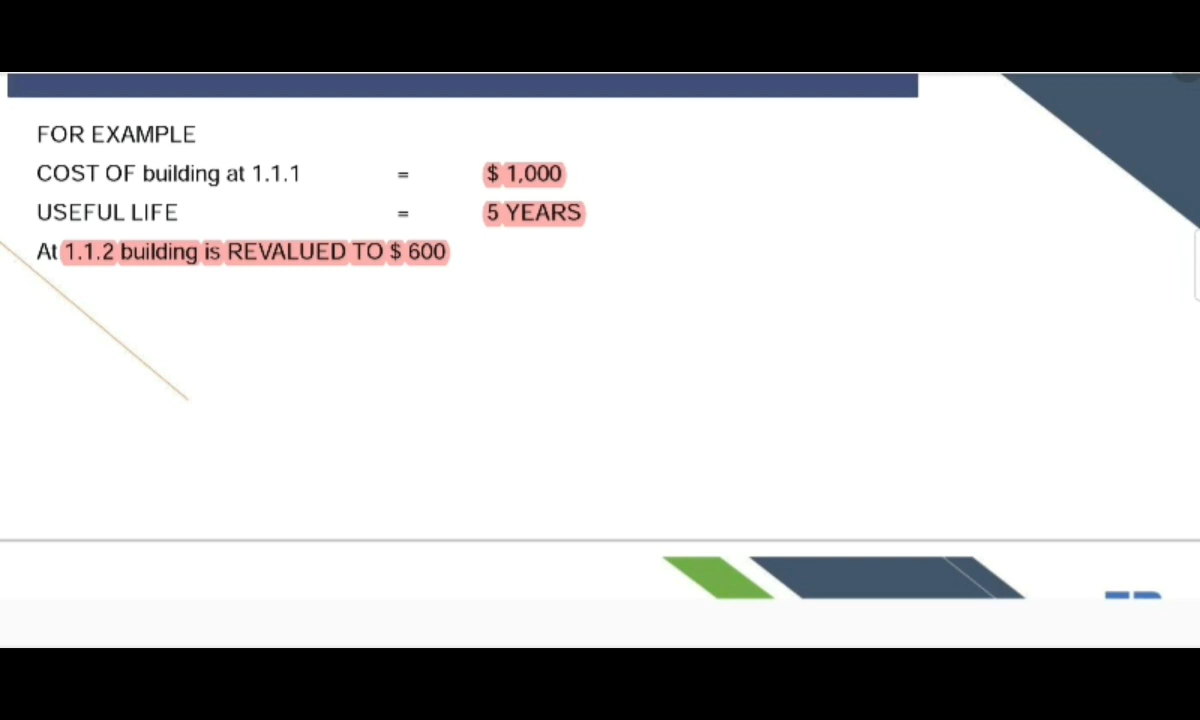 FOR EXAMPLE
COST OF building at 1.1.1 = $ 1,000
USEFUL LIFE = 5 YEARS
At 1.1.2 building is REVALUED TO $ 600